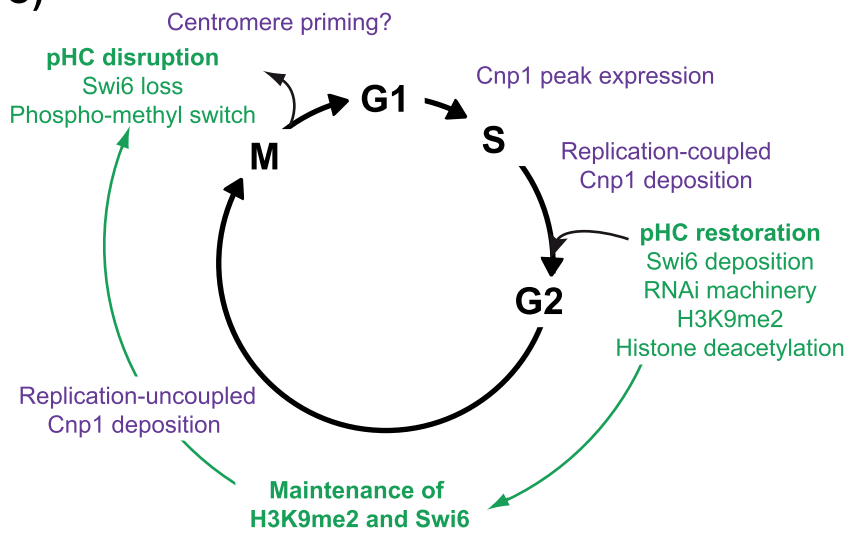 Centromere priming?
pHC disruption
Swi6 loss
Phospho-methyl switch
G1
Cnp1 peak expression
M
S
Replication-coupled
Cnp1 deposition
pHC restoration
Swi6 deposition
RNAi machinery
H3K9me2
Histone deacetylation
G2
Replication-uncoupled
Cnp1 deposition
Maintenance of
H3K9me2 and Swi6